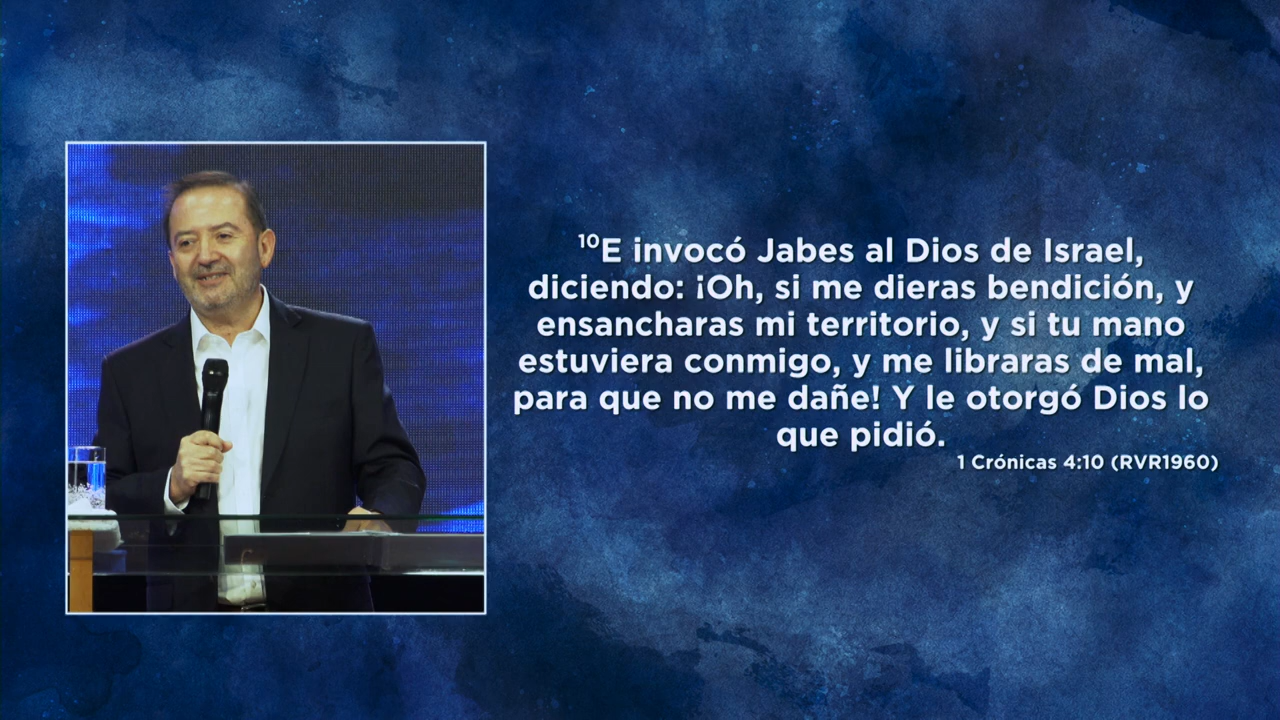 ¹⁰E invocó Jabes al Dios de Israel,
diciendo: ¡Oh, si me dieras bendición, y
ensancharas mi territorio, y si tu mano
estuviera conmigo, y me libraras de mal,
para que no me dañe! Y le otorgó Dios lo
que pidió.
1 Crónicas 4:10 (RVR1960)